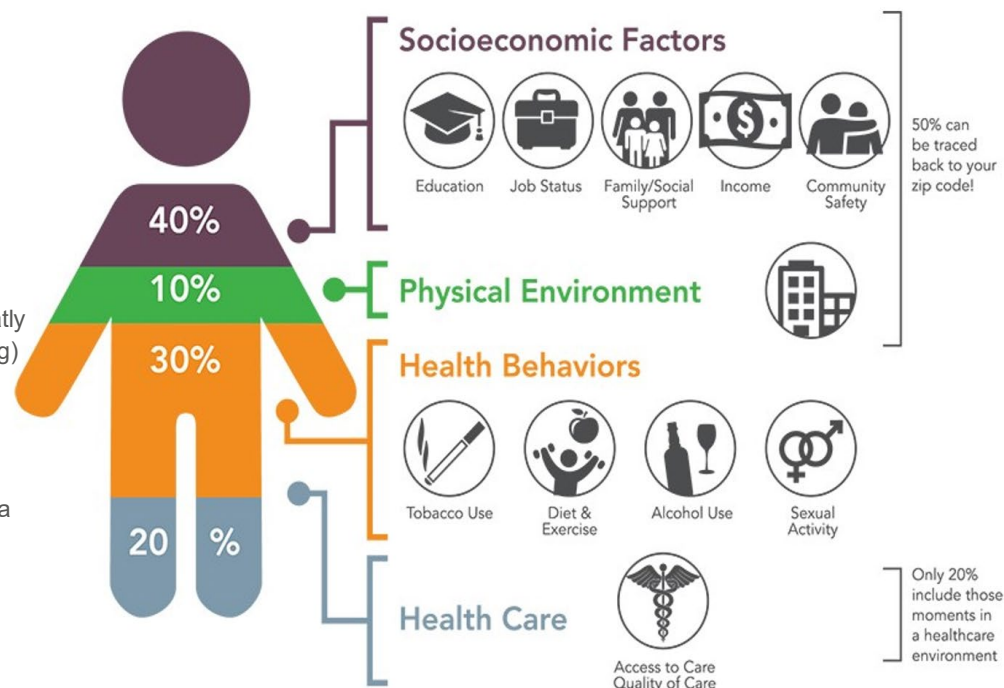 Socioeconomic Factors
Education
Job Status
Family/Social
Support
Income
Community
Safety
50% can
be traced
back to your
zip code!
40%
10%
Physical Environment
30%
Health Behaviors
Tobacco Use
Diet &
Exercise
Alcohol Use
Sexual
Activity
a
20 %
Health Care
Access to Care
Quality of Care
Only 20%
include those
moments in
a healthcare
environment